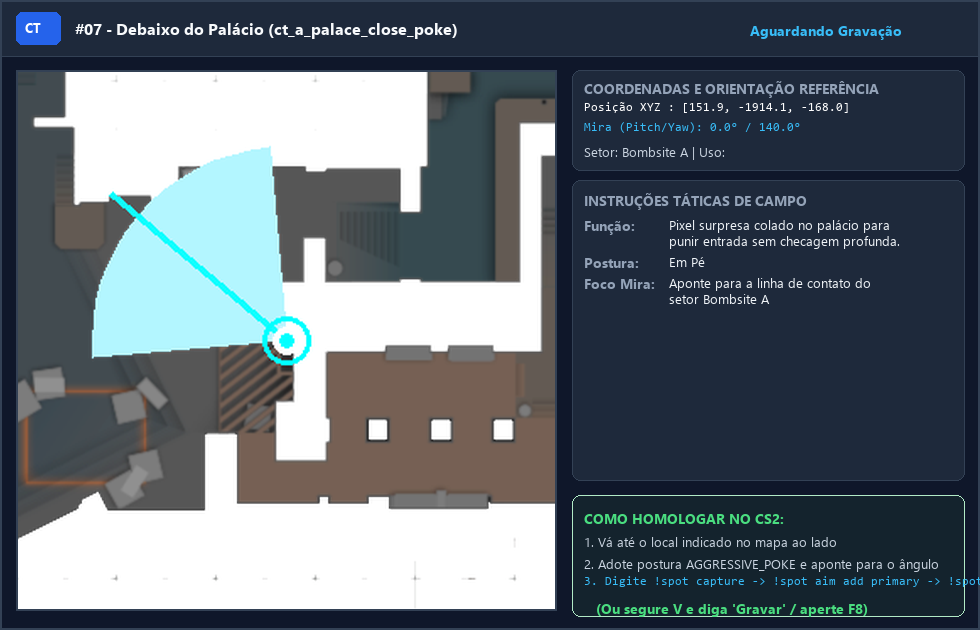 CT
#07 - Debaixo do Palácio (ct_a_palace_close_poke)
Aguardando Gravação
COORDENADAS E ORIENTAÇÃO REFERÊNCIA
Posição XYZ : [151.9, -1914.1, -168.0]
Mira (Pitch/Yaw): 0.0° / 140.0°
Setor: Bombsite A | Uso:
INSTRUÇÕES TÁTICAS DE CAMPO
Função: Pixel surpresa colado no palácio para
punir entrada sem checagem profunda.
Postura: Em Pé
Foco Mira: Aponte para a linha de contato do
setor Bombsite A
COMO HOMOLOGAR NO CS2:
1. Vá até o local indicado no mapa ao lado
2. Adote postura AGGRESSIVE_POKE e aponte para o ângulo
3. Digite !spot capture -> !spot aim add primary -> !spot
(Ou segure V e diga 'Gravar' / aperte F8)